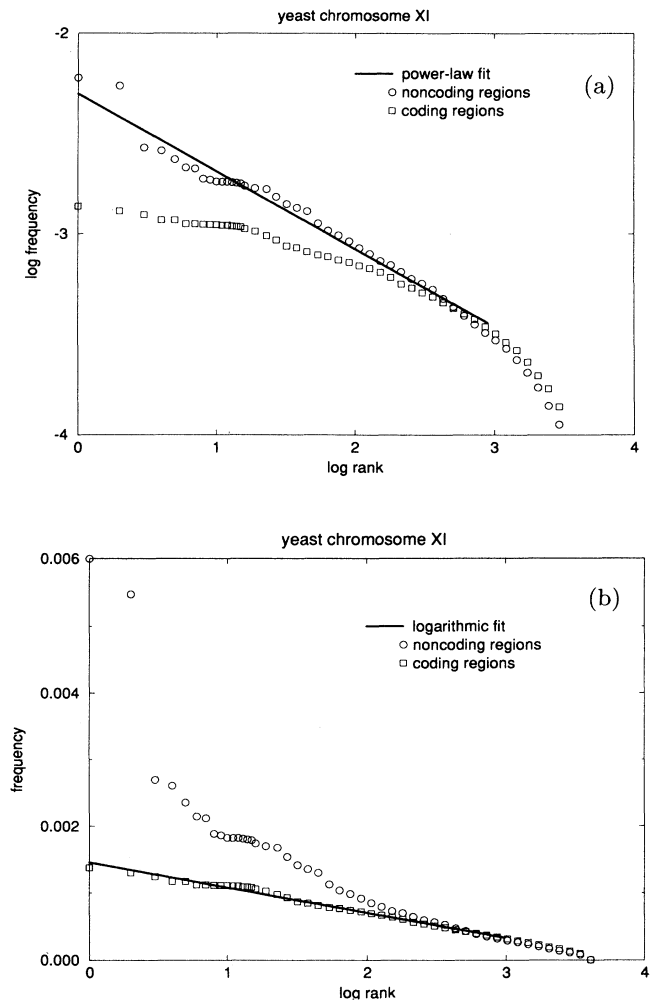 yeast chromosome XI
-2
power-law fit
(a)
noncoding regions
coding regions
log frequency
-3
-4
0
1
2
3
4
log rank
yeast chromosome XI
0.006
(b)
logarithmic fit
noncoding regions
coding regions
0.004
frequency
0.002
0.000
0
1
2
3
4
log rank